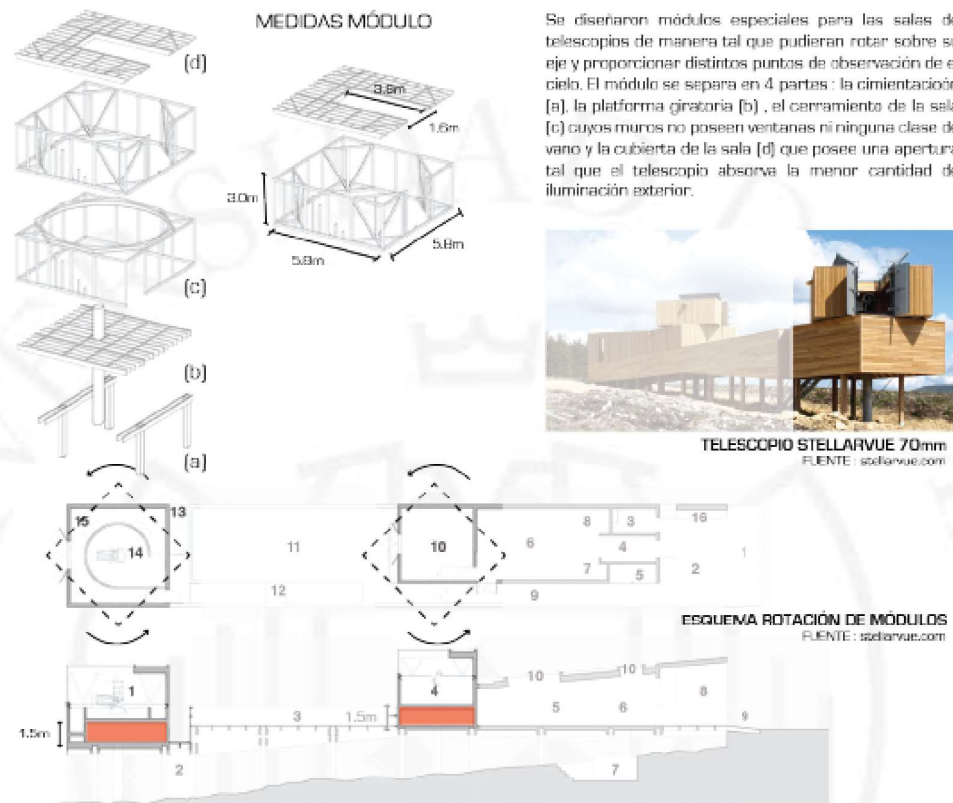 MEDIDAS MÓDULO
(d)
3.8m
1.6m
3.0m
5.8m
5.8m
(c)
(b)
(a)
Se diseñaron módulos especiales para las salas de
telescopios de manera tal que pudieran rotar sobre su
eje y proporcionar distintos puntos de observación de el
cielo. El módulo se separa en 4 partes : la cimientacioón
(a), la platforma giratoria (b) , el cerramiento de la sala
(c) cuyos muros no poseen ventanas ni ninguna clase de
vano y la cubierta de la sala (d) que posee una apertura
tal que el telescopio absorva la menor cantidad de
iluminación exterior.
TELESCOPIO STELLARVUE 70mm
FUENTE : stellarvue.com
15
13
14
11
12
10
6
8
3
4
7
5
9
16
2
1
ESQUEMA ROTACIÓN DE MÓDULOS
FUENTE : stellarvue.com
1
1.5m
2
3
1.5m
4
10
10
5
6
8
9
7